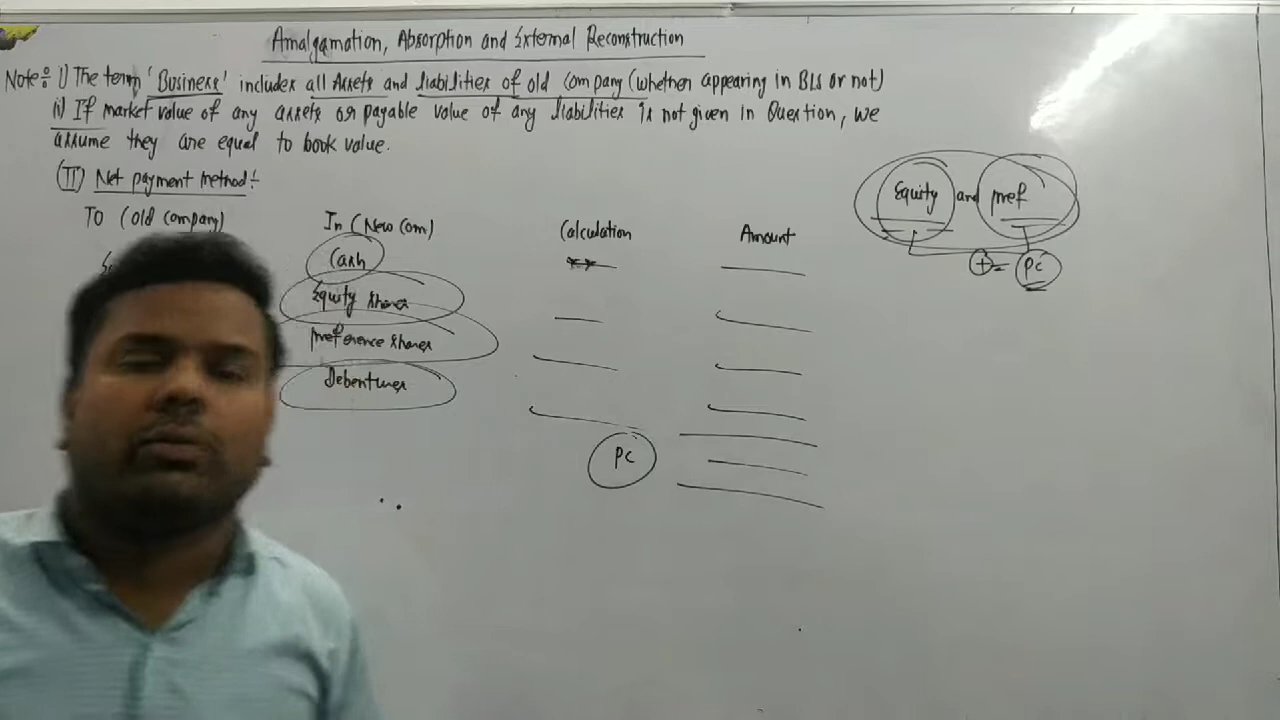 Amalgamation, Absorption and External Reconstruction
Note:- i) The term 'Business' includes all Assets and liabilities of old Company (whether appearing in B/s or not)
ii) If market value of any assets or payable value of any liabilities is not given in Question, we
assume they are equal to book value.
(II) Net payment method:-
To (old company) In (New Com) Calculation Amount
Equity and pref
+ = PC
Cash
Equity shares
preference shares
Debentures
PC